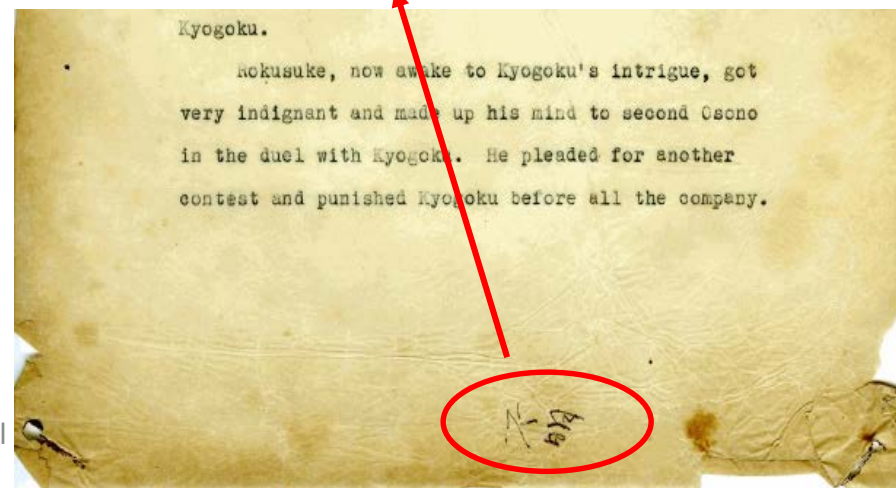 Kyogoku.
Rokusuke, now awake to Kyogoku's intrigue, got
very indignant and made up his mind to second Osono
in the duel with Kyogoku. He pleaded for another
contest and punished Kyogoku before all the company.